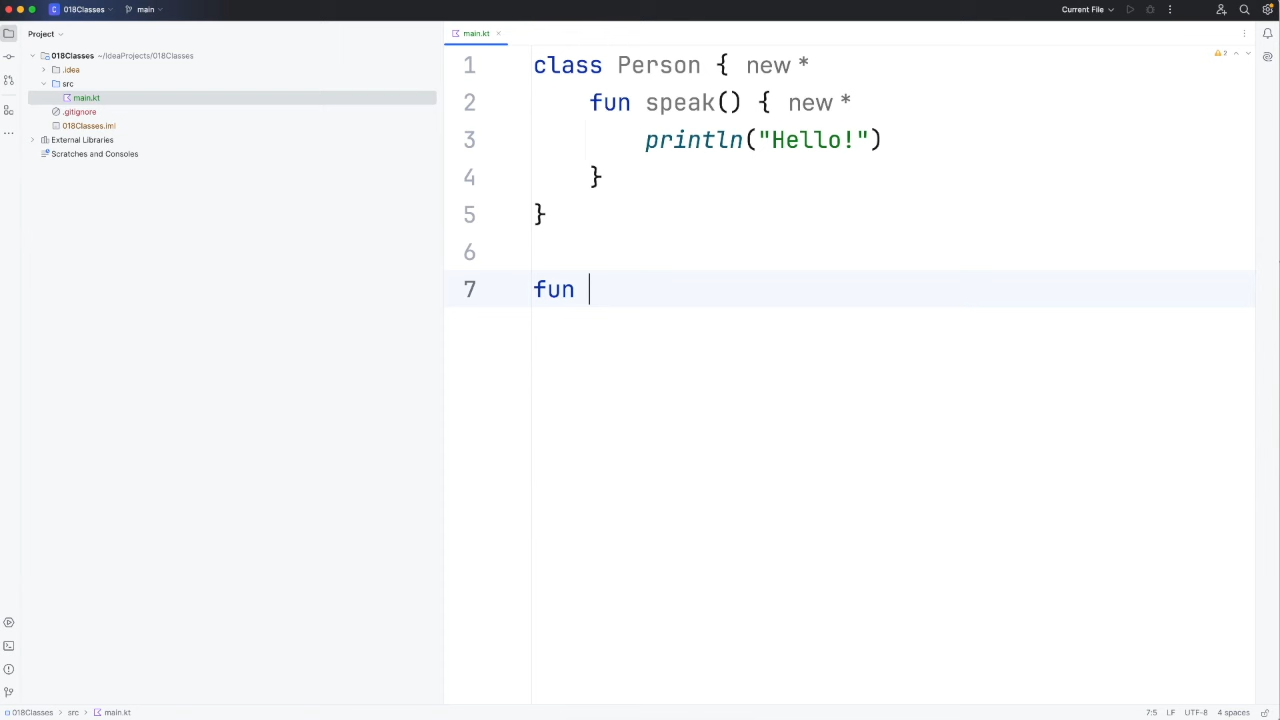 018Classes main Current File
Project
018Classes ~/IdeaProjects/018Classes
.idea
src
main.kt
.gitignore
018Classes.iml
External Libraries
Scratches and Consoles
main.kt
2
1 class Person { new *
2 fun speak() { new *
3 println("Hello!")
4 }
5 }
6
7 fun
018Classes > src > main.kt
7:5 LF UTF-8 4 spaces